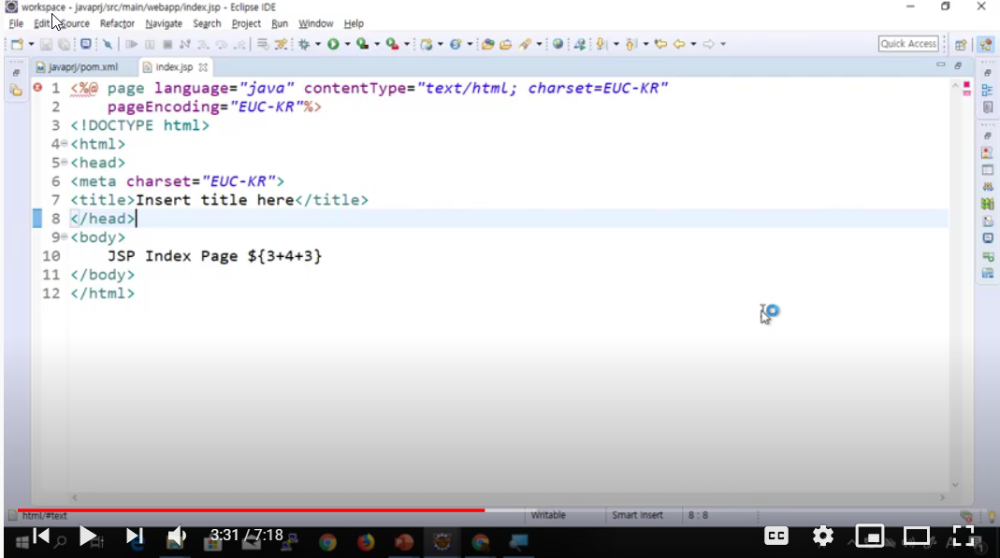 workspace - javaprj/src/main/webapp/index.jsp - Eclipse IDE
File Edit Source Refactor Navigate Search Project Run Window Help
Quick Access
javaprj/pom.xml index.jsp
1 <%@ page language="java" contentType="text/html; charset=EUC-KR"
2 pageEncoding="EUC-KR"%>
3 <!DOCTYPE html>
4 <html>
5 <head>
6 <meta charset="EUC-KR">
7 <title>Insert title here</title>
8 </head>
9 <body>
10 JSP Index Page ${3+4+3}
11 </body>
12 </html>
html/#text Writable Smart Insert 8 : 8
3:31 / 7:18 CC